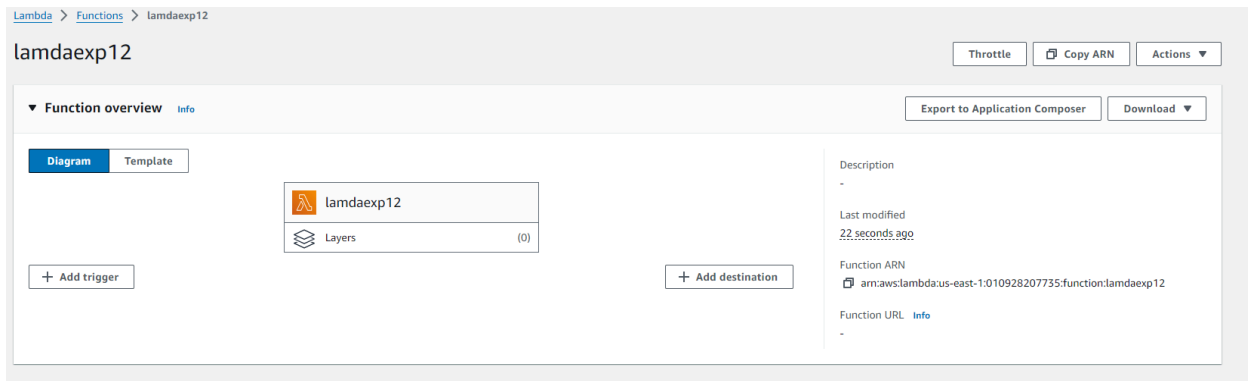 Lambda > Functions > lamdaexp12
lamdaexp12
Throttle Copy ARN Actions ▼
▼ Function overview Info
Export to Application Composer Download ▼
Diagram Template
lamdaexp12
Layers (0)
+ Add trigger
+ Add destination
Description
-
Last modified
22 seconds ago
Function ARN
arn:aws:lambda:us-east-1:010928207735:function:lamdaexp12
Function URL Info
-